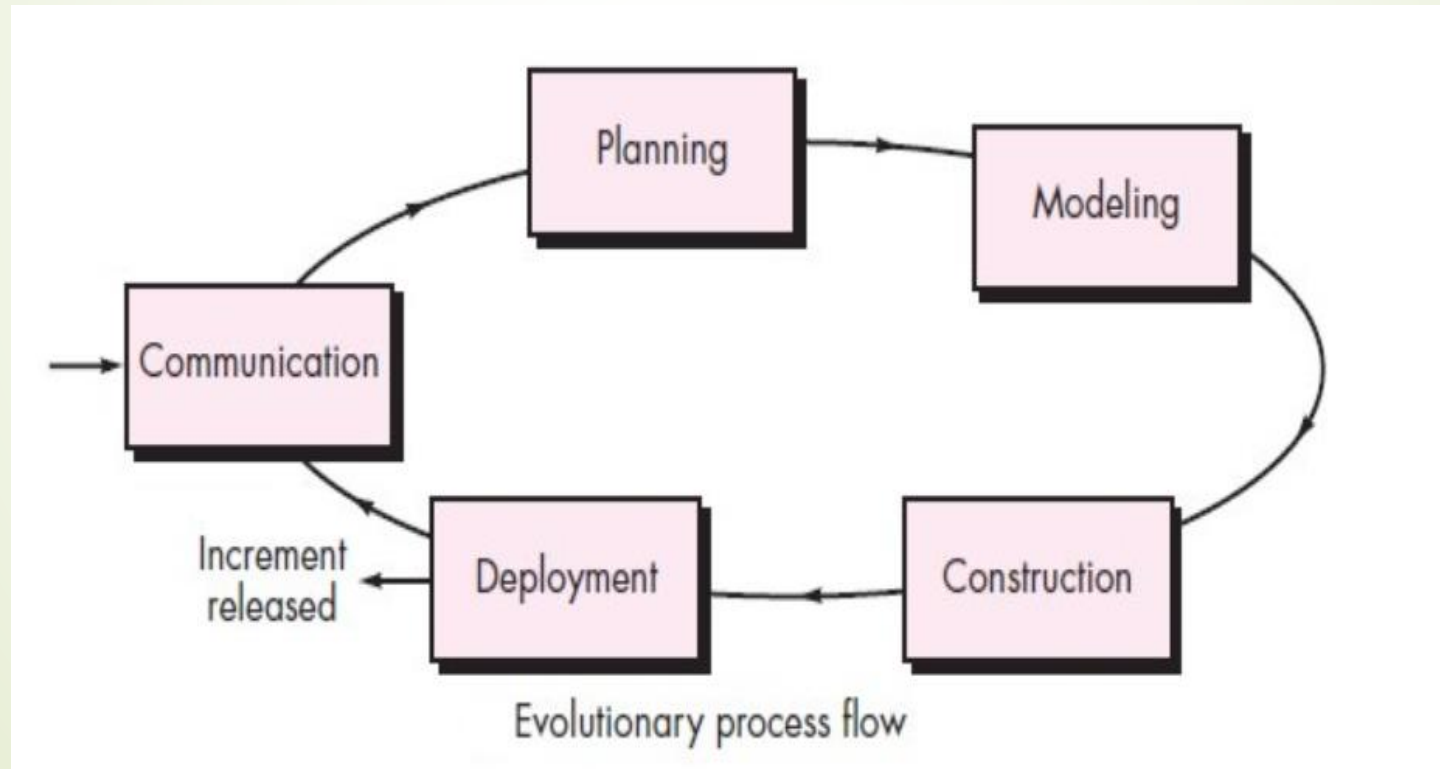 Planning
Modeling
Communication
Increment
released
Deployment
Construction
Evolutionary process flow